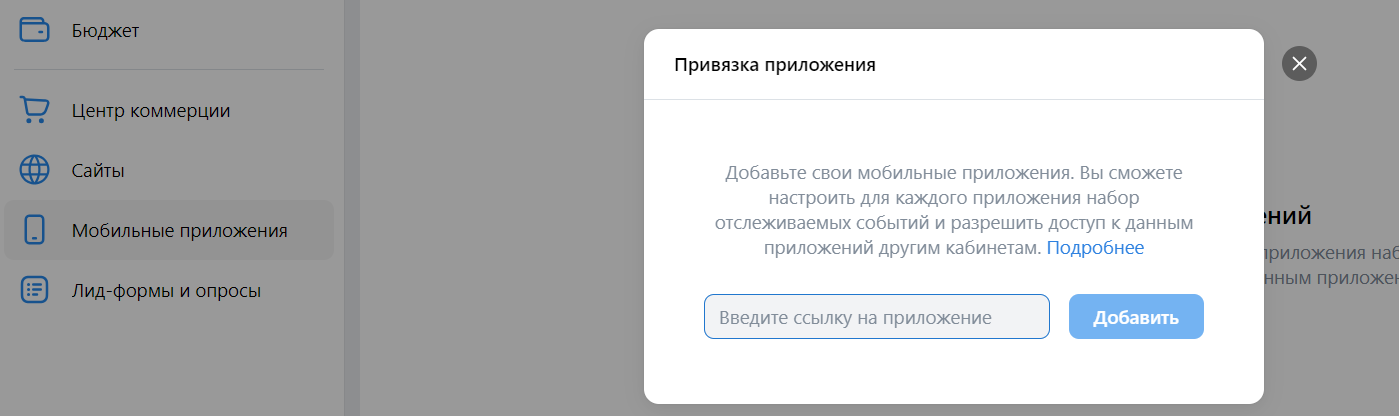 Бюджет
Центр коммерции
Сайты
Мобильные приложения
Лид-формы и опросы
Привязка приложения
Добавьте свои мобильные приложения. Вы сможете
настроить для каждого приложения набор
отслеживаемых событий и разрешить доступ к данным
приложений другим кабинетам. Подробнее
Введите ссылку на приложение
Добавить